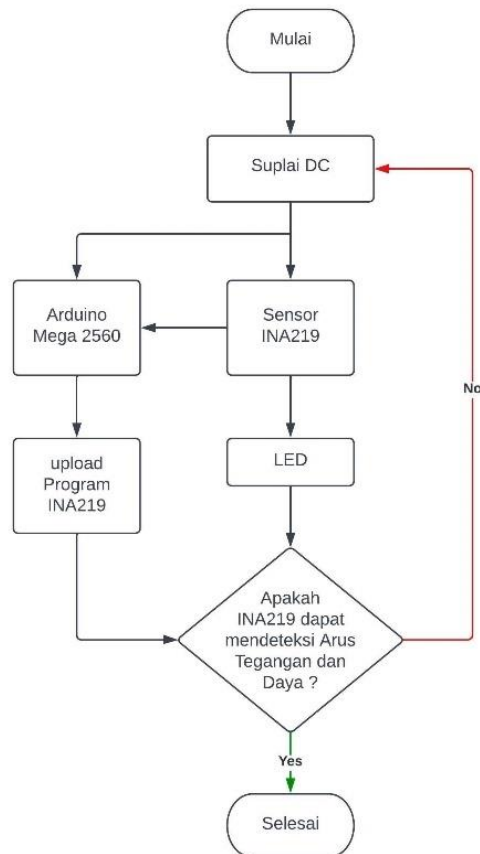 Mulai
Suplai DC
Arduino
Mega 2560
Sensor
INA219
upload
Program
INA219
LED
No
Apakah
INA219 dapat
mendeteksi Arus
Tegangan dan
Daya ?
Yes
Selesai